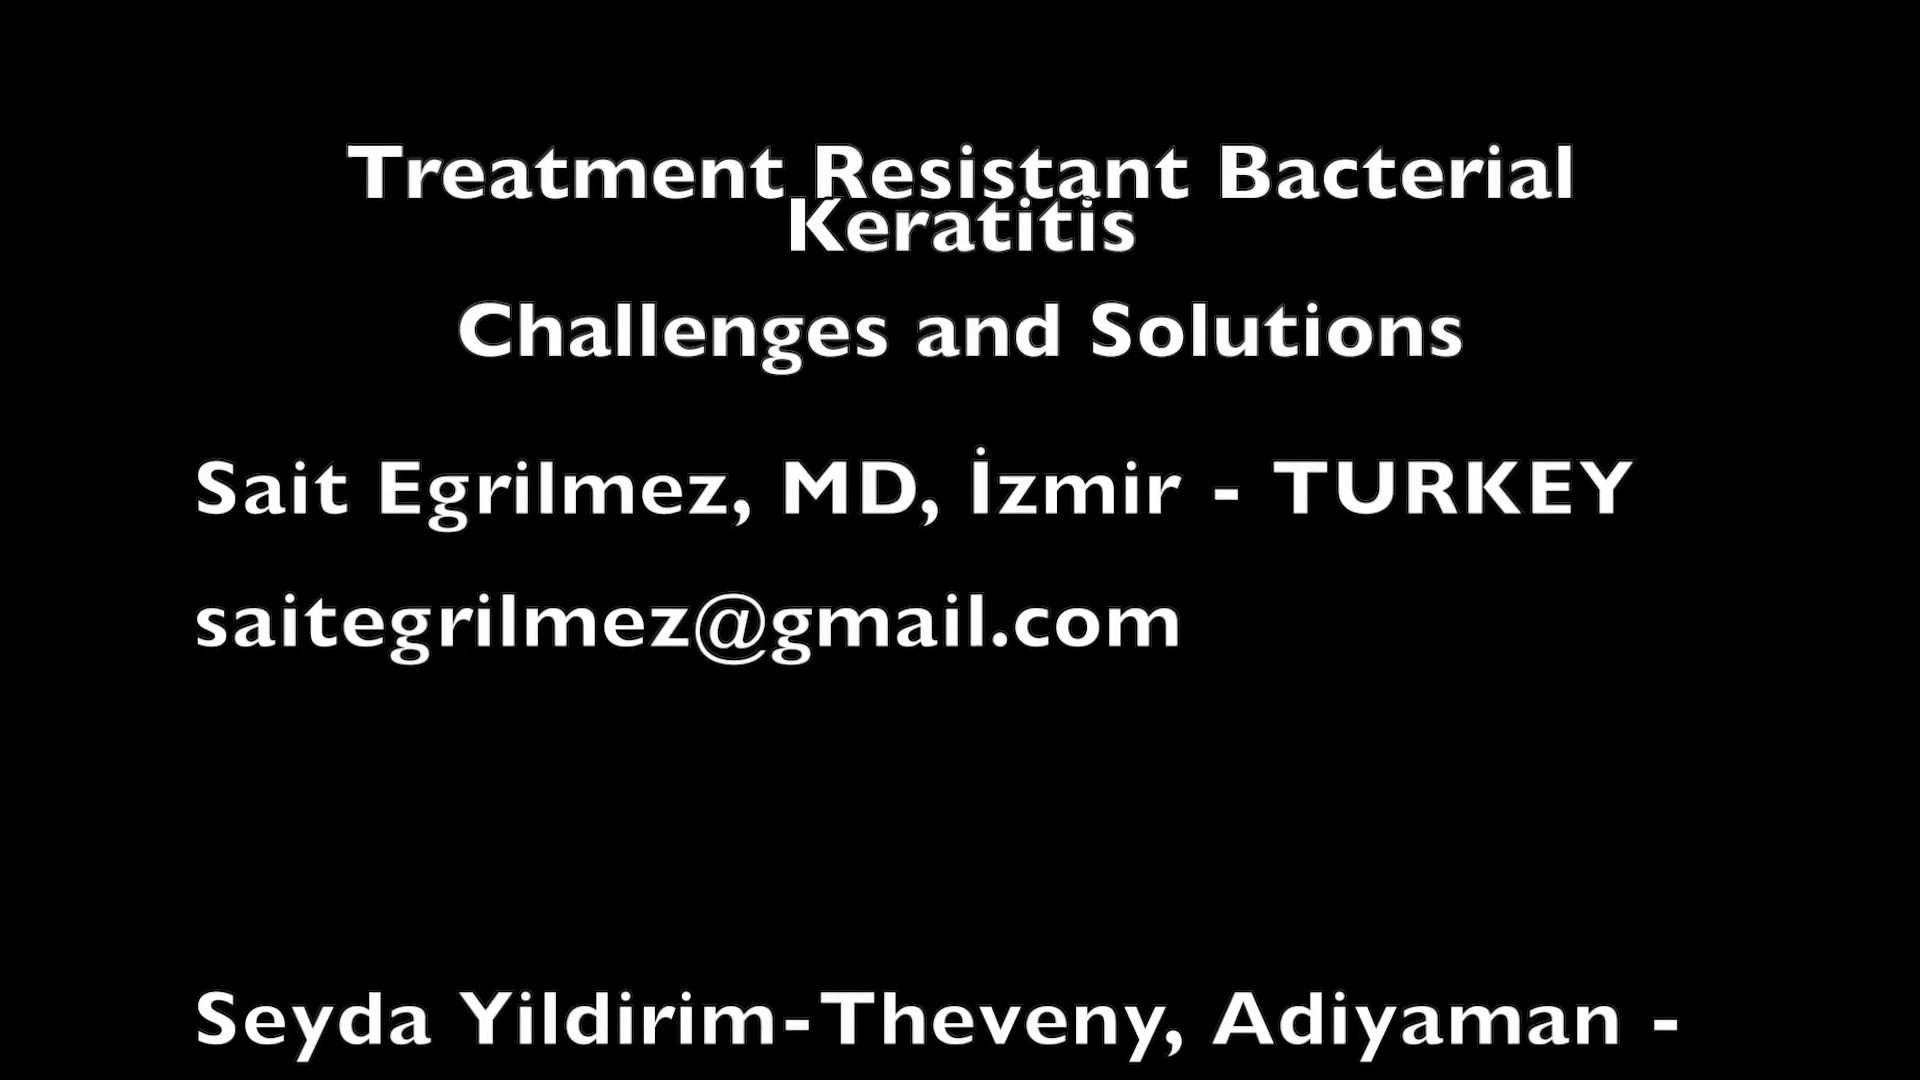 Treatment Resistant Bacterial
Keratitis
Challenges and Solutions
Sait Egrilmez, MD, İzmir - TURKEY
saitegrilmez@gmail.com
Seyda Yildirim-Theveny, Adiyaman -